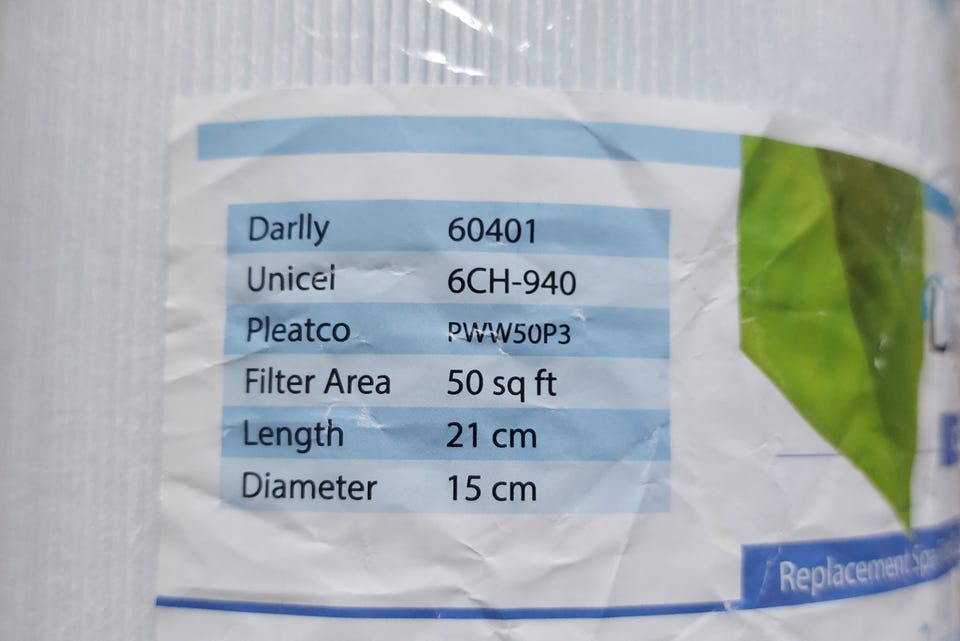 Darlly 60401
Unicel 6CH-940
Pleatco PWW50P3
Filter Area 50 sq ft
Length 21 cm
Diameter 15 cm
Replacement